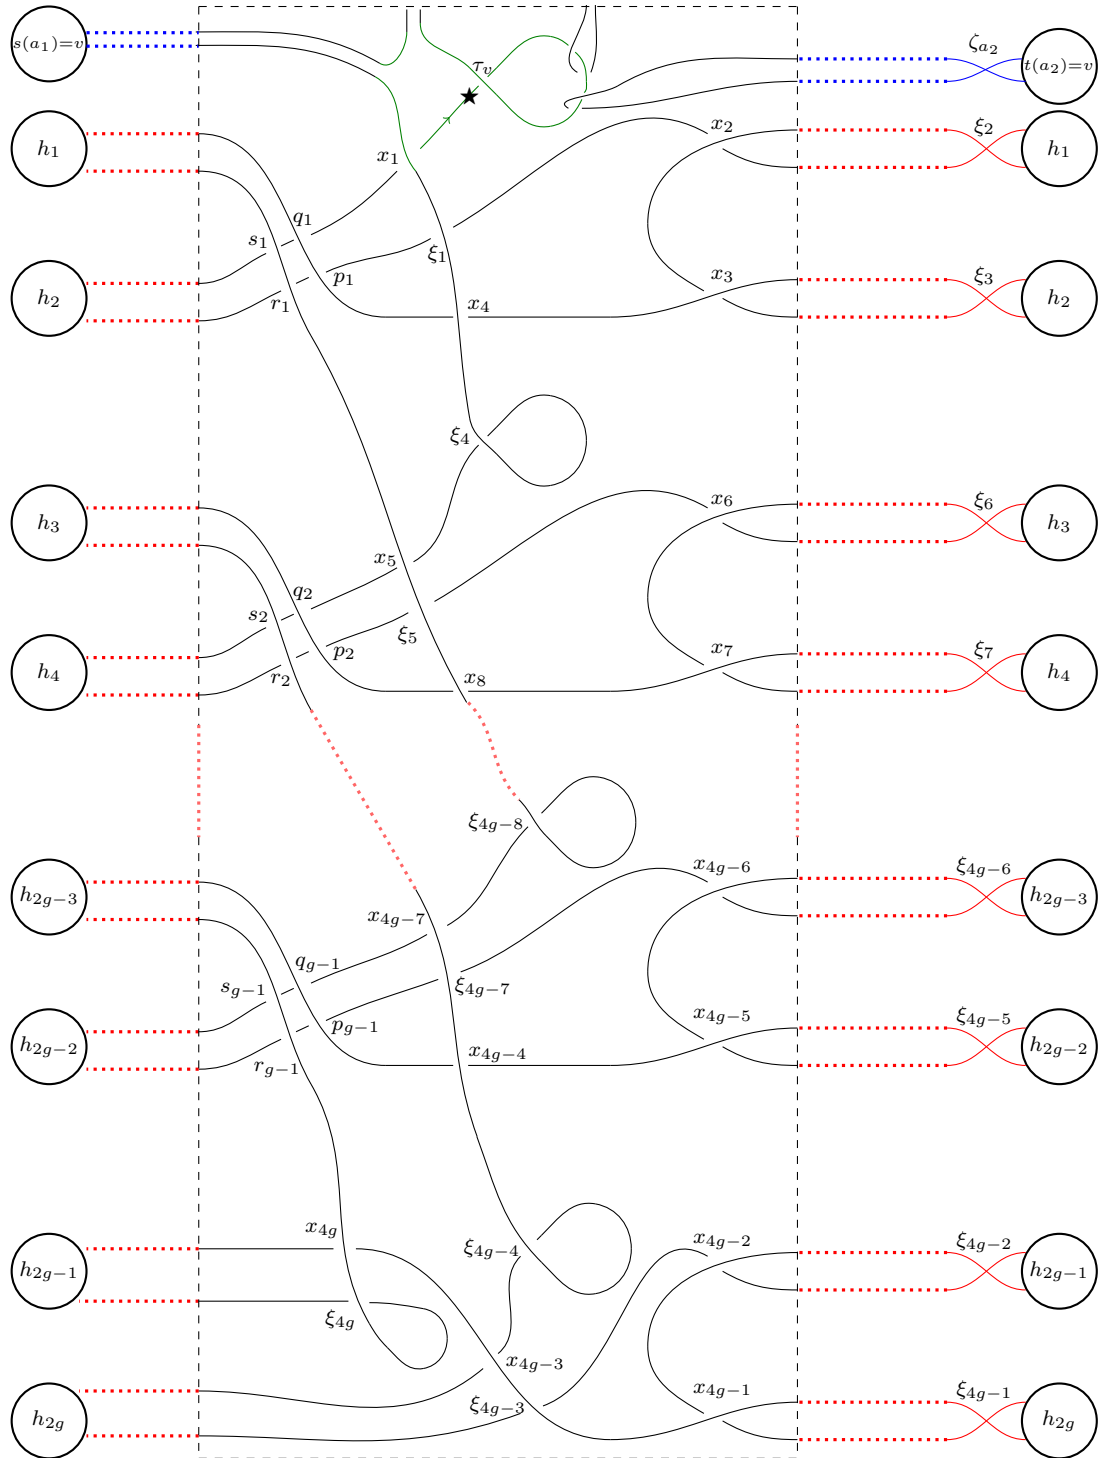 s(a₁)=v
τ_v
ζ_{a₂}
t(a₂)=v
h₁
x₁
x₂
ξ₂
h₁
q₁
s₁
ξ₁
h₂
r₁
p₁
x₄
x₃
ξ₃
h₂
ξ₄
h₃
x₅
x₆
ξ₆
h₃
q₂
s₂
ξ₅
h₄
r₂
p₂
x₈
x₇
ξ₇
h₄
ξ_{4g−8}
h_{2g−3}
x_{4g−7}
x_{4g−6}
ξ_{4g−6}
h_{2g−3}
q_{g−1}
s_{g−1}
ξ_{4g−7}
h_{2g−2}
r_{g−1}
p_{g−1}
x_{4g−4}
x_{4g−5}
ξ_{4g−5}
h_{2g−2}
h_{2g−1}
x_{4g}
ξ_{4g−4}
x_{4g−2}
ξ_{4g−2}
h_{2g−1}
ξ_{4g}
x_{4g−3}
h_{2g}
ξ_{4g−3}
x_{4g−1}
ξ_{4g−1}
h_{2g}